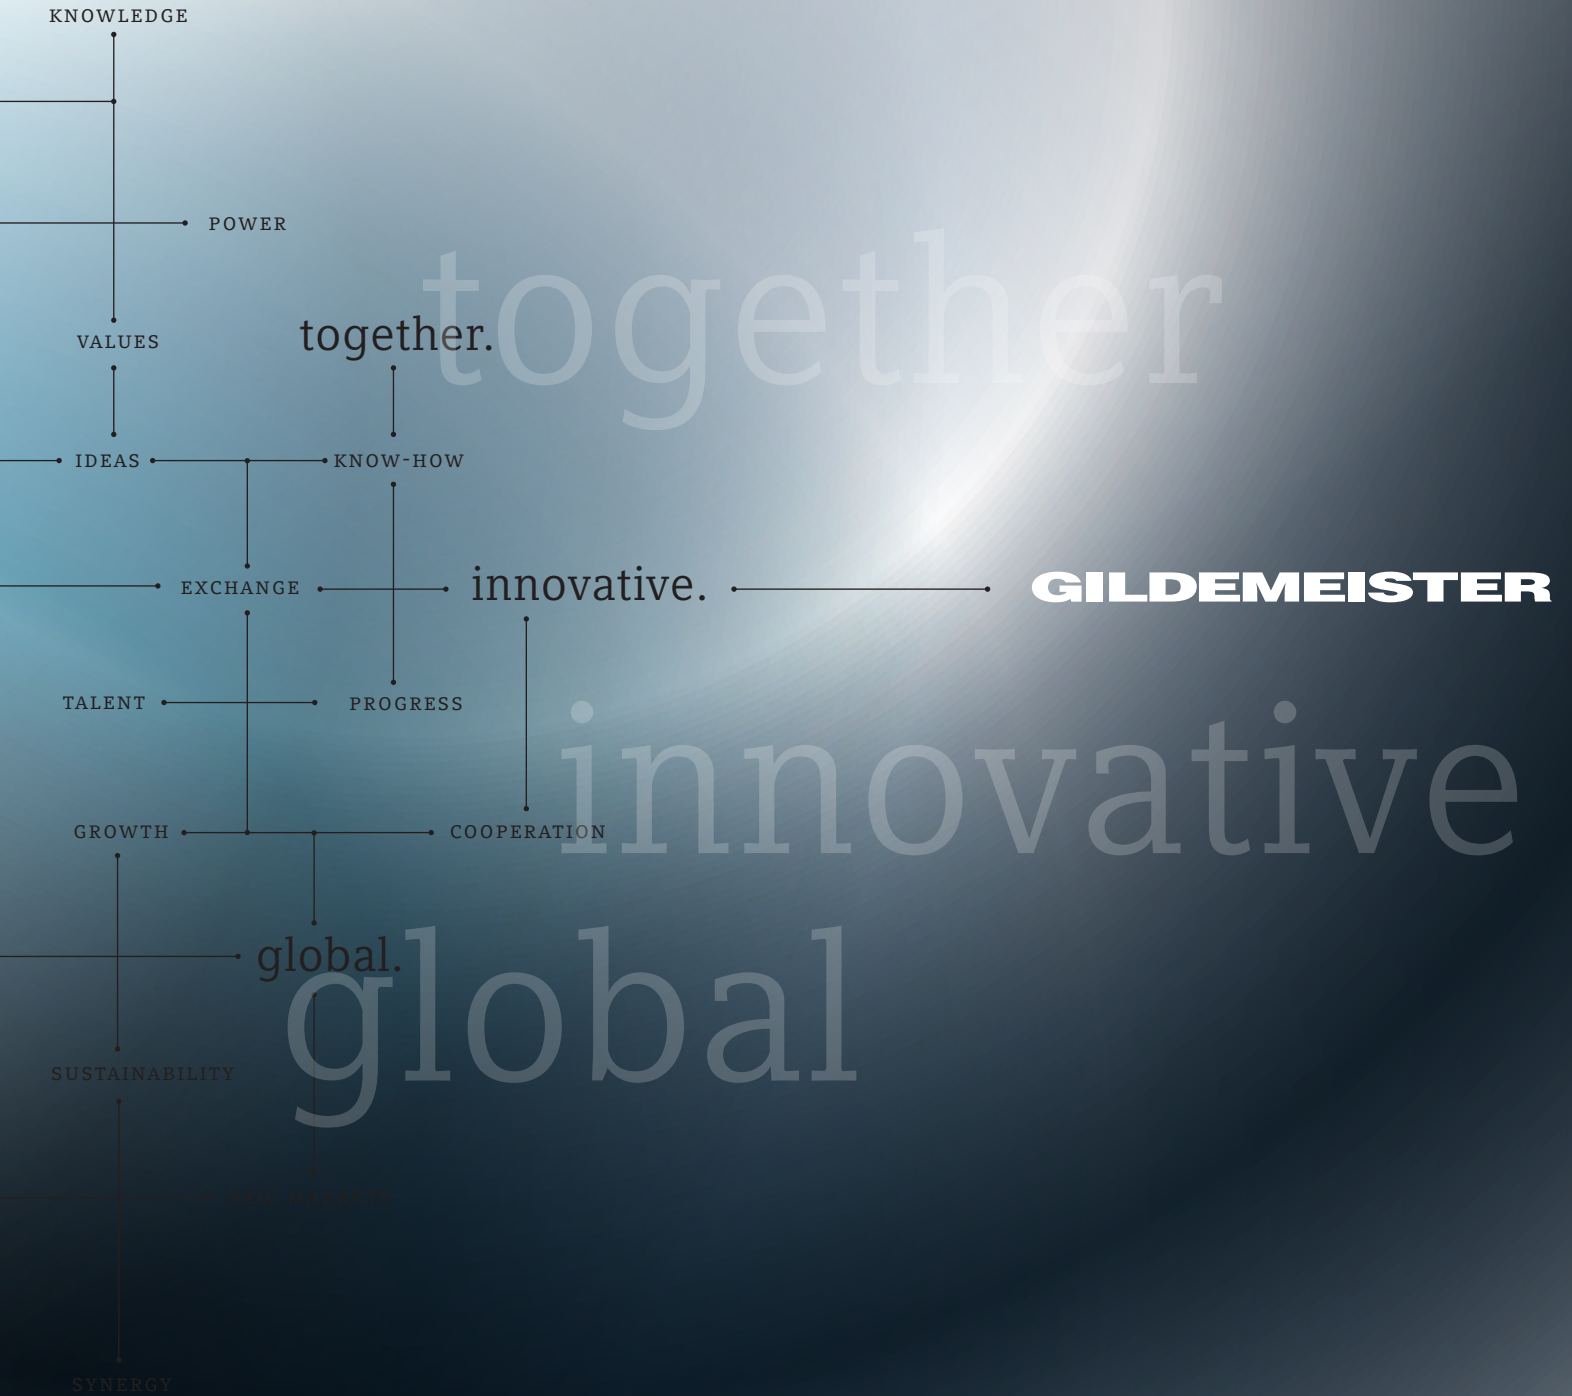 KNOWLEDGE
POWER
together
VALUES
together.
IDEAS
KNOW-HOW
EXCHANGE
innovative.
GILDEMEISTER
TALENT
PROGRESS
innovative
GROWTH
COOPERATION
global.
global
SUSTAINABILITY
SYNERGY